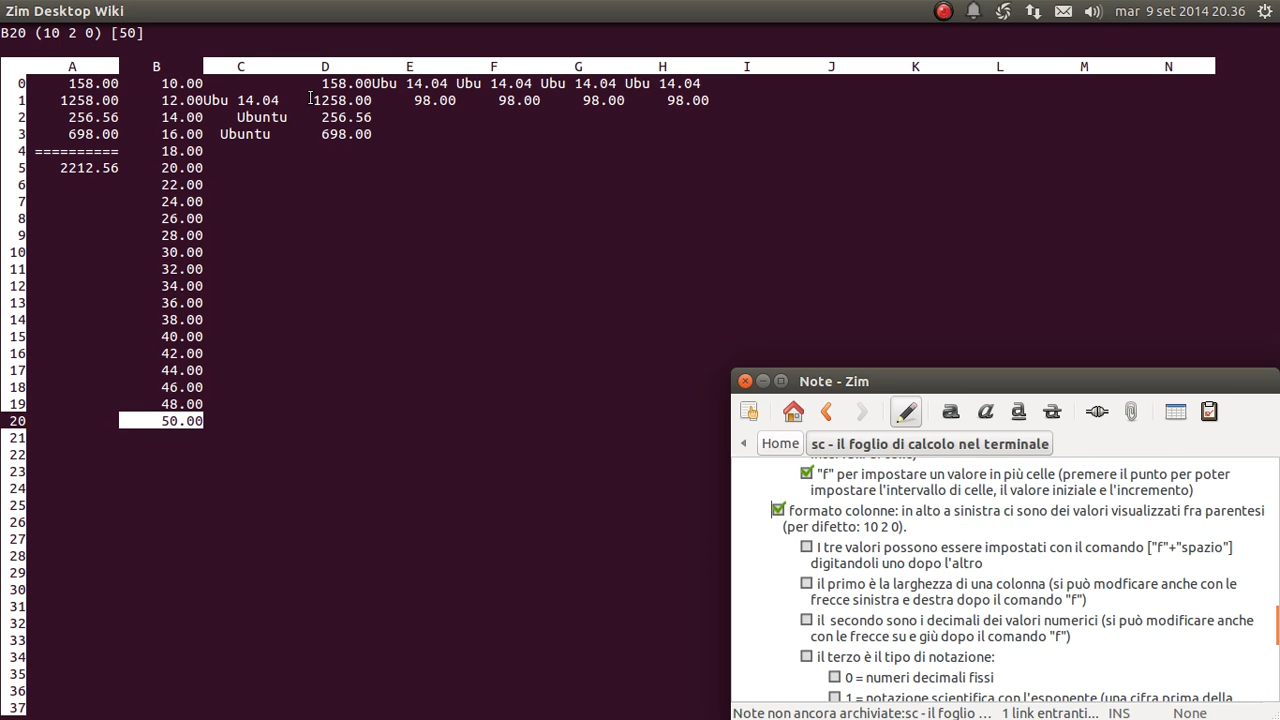 Zim Desktop Wiki
mar 9 set 2014 20.36
B20 (10 2 0) [50]
A B C D E F G H I J K L M N
0 158.00 10.00 158.00Ubu 14.04 Ubu 14.04 Ubu 14.04 Ubu 14.04
1 1258.00 12.00Ubu 14.04 1258.00 98.00 98.00 98.00 98.00
2 256.56 14.00 Ubuntu 256.56
3 698.00 16.00 Ubuntu 698.00
4 ========== 18.00
5 2212.56 20.00
6 22.00
7 24.00
8 26.00
9 28.00
10 30.00
11 32.00
12 34.00
13 36.00
14 38.00
15 40.00
16 42.00
17 44.00
18 46.00
19 48.00
20 50.00
21
22
23
24
25
26
27
28
29
30
31
32
33
34
35
36
37
Note - Zim
Home sc - il foglio di calcolo nel terminale
"f" per impostare un valore in più celle (premere il punto per poter
impostare l'intervallo di celle, il valore iniziale e l'incremento)
formato colonne: in alto a sinistra ci sono dei valori visualizzati fra parentesi
(per difetto: 10 2 0).
I tre valori possono essere impostati con il comando ["f"+"spazio"]
digitandoli uno dopo l'altro
il primo è la larghezza di una colonna (si può modficare anche con le
frecce sinistra e destra dopo il comando "f")
il  secondo sono i decimali dei valori numerici (si può modificare anche
con le frecce su e giù dopo il comando "f")
il terzo è il tipo di notazione:
0 = numeri decimali fissi
1 = notazione scientifica con l'esponente (una cifra prima della
Note non ancora archiviate:sc - il foglio ... 1 link entranti... INS None